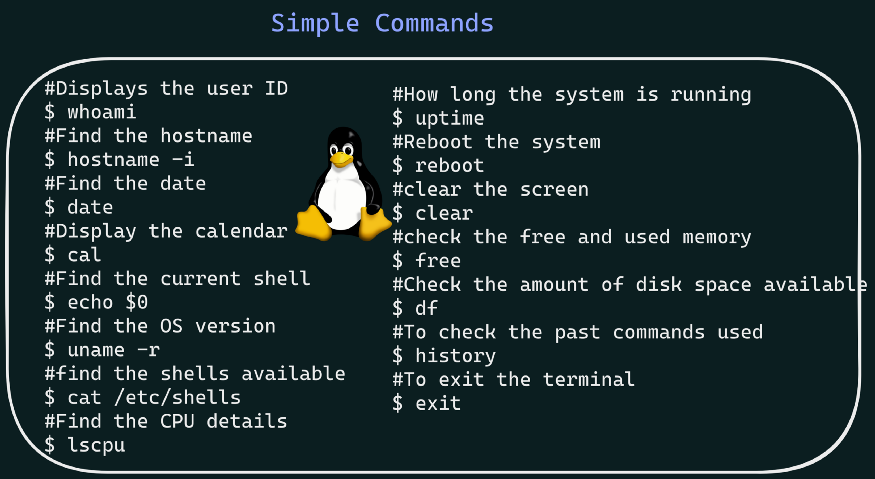 Simple Commands
#Displays the user ID
$ whoami
#Find the hostname
$ hostname -i
#Find the date
$ date
#Display the calendar
$ cal
#Find the current shell
$ echo $0
#Find the OS version
$ uname -r
#find the shells available
$ cat /etc/shells
#Find the CPU details
$ lscpu
#How long the system is running
$ uptime
#Reboot the system
$ reboot
#clear the screen
$ clear
#check the free and used memory
$ free
#Check the amount of disk space available
$ df
#To check the past commands used
$ history
#To exit the terminal
$ exit